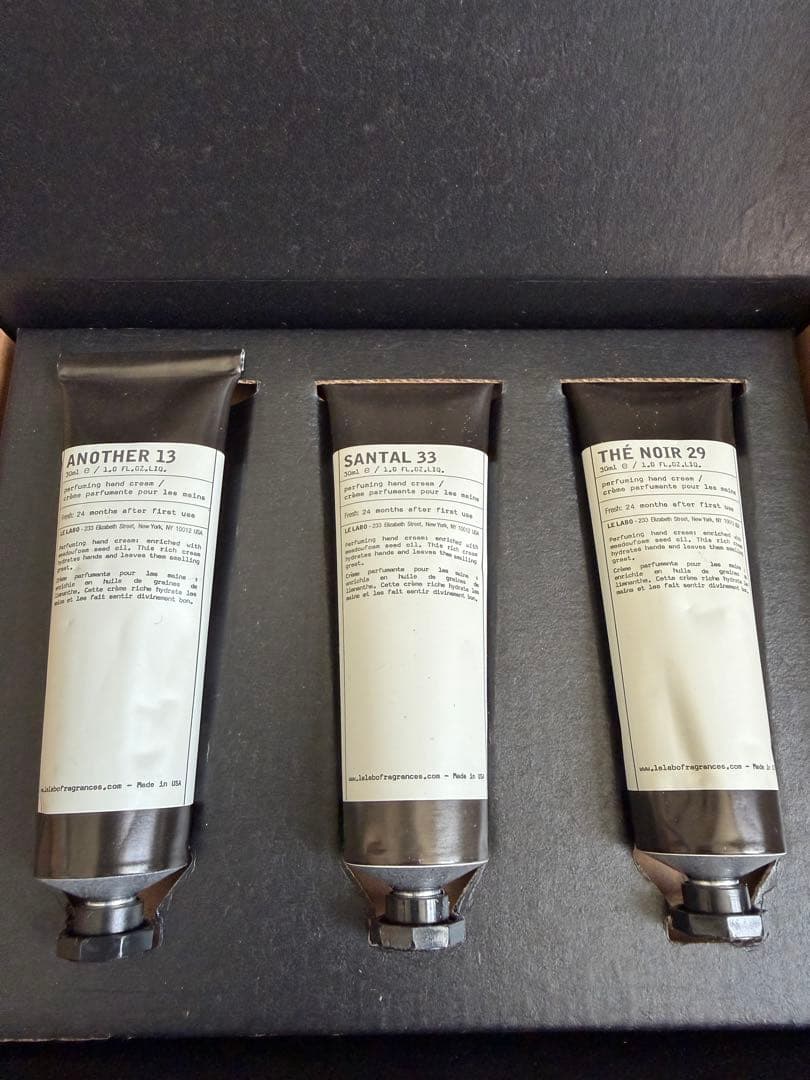 ANOTHER 13
30ml ℮ / 1.0 FL.OZ.LIQ.
perfuming hand cream /
crème parfumante pour les mains
Fresh: 24 months after first use
LE LABO - 233 Elizabeth Street, New York, NY 10012 USA
Perfuming hand cream: enriched with
meadowfoam seed oil. This rich cream
hydrates hands and leaves them smelling
great.
Crème parfumante pour les mains :
enrichie en huile de graines de
limnanthe. Cette crème riche hydrate les
mains et les fait sentir divinement bon.
w.lelabofragrances.com - Made in USA
SANTAL 33
30ml ℮ / 1.0 FL.OZ.LIQ.
perfuming hand cream /
crème parfumante pour les mains
Fresh: 24 months after first use
LE LABO - 233 Elizabeth Street, New York, NY 10012 USA
Perfuming hand cream: enriched with
meadowfoam seed oil. This rich cream
hydrates hands and leaves them smelling
great.
Crème parfumante pour les mains :
enrichie en huile de graines de
limnanthe. Cette crème riche hydrate les
mains et les fait sentir divinement bon.
ww.lelabofragrances.com - Made in USA
THÉ NOIR 29
30ml ℮ / 1.0 FL.OZ.LIQ.
perfuming hand cream /
crème parfumante pour les mains
Fresh: 24 months after first use
LE LABO - 233 Elizabeth Street, New York, NY 10012
Perfuming hand cream: enriched with
meadowfoam seed oil. This rich cream
hydrates hands and leaves them smelling
great.
Crème parfumante pour les mains :
enrichie en huile de graines de
limnanthe. Cette crème riche hydrate les
mains et les fait sentir divinement bon.
www.lelabofragrances.com - Made in U